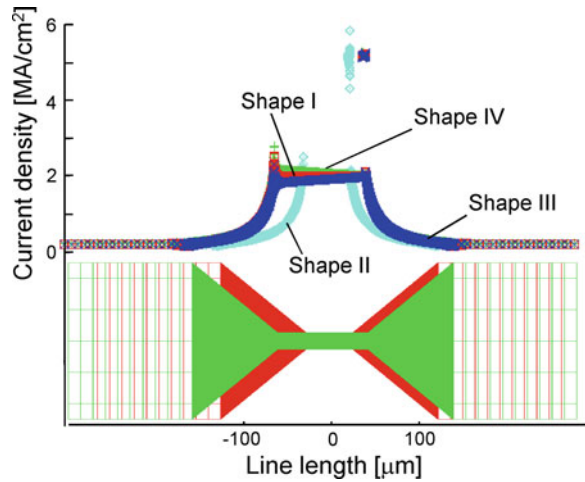 Current density [MA/cm²]
6
4
2
0
Shape I
Shape IV
Shape III
Shape II
-100
0
100
Line length [μm]